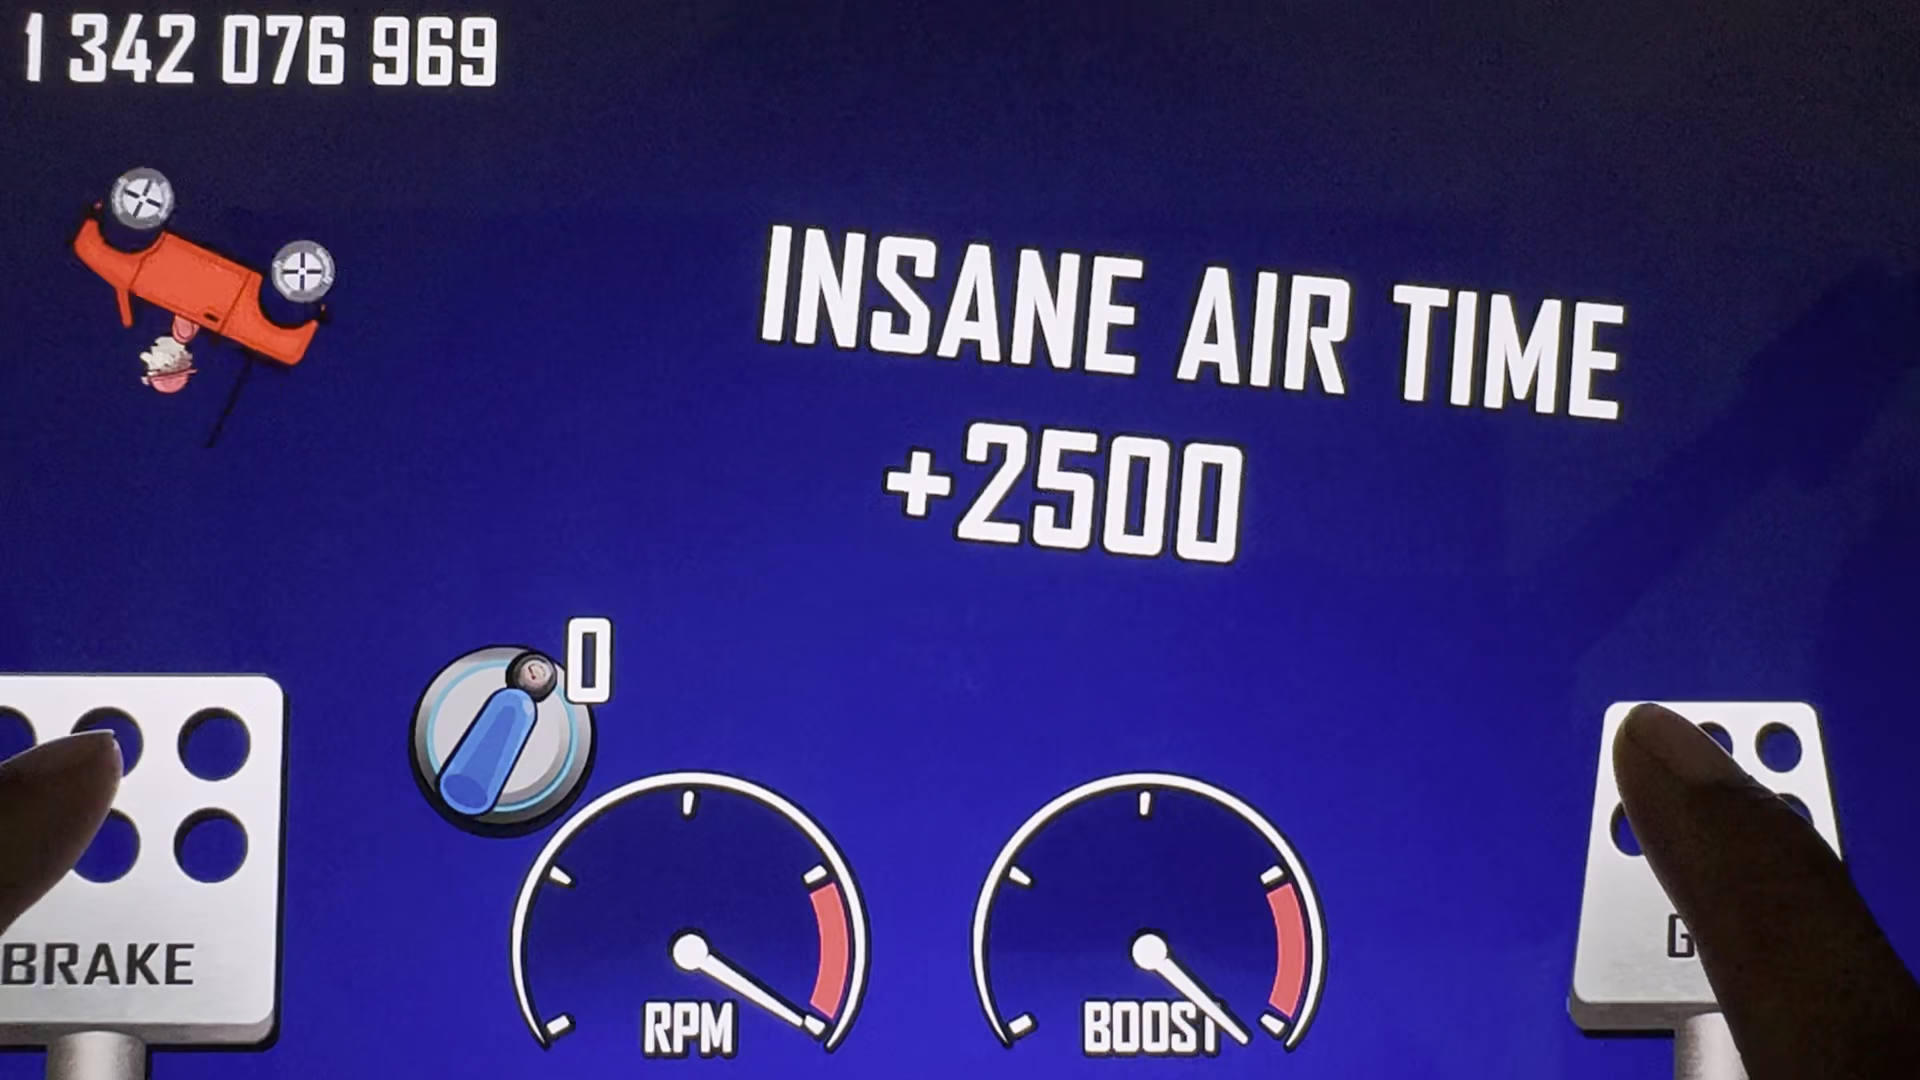 1 342 076 969
INSANE AIR TIME
+2500
0
BRAKE
RPM
BOOST